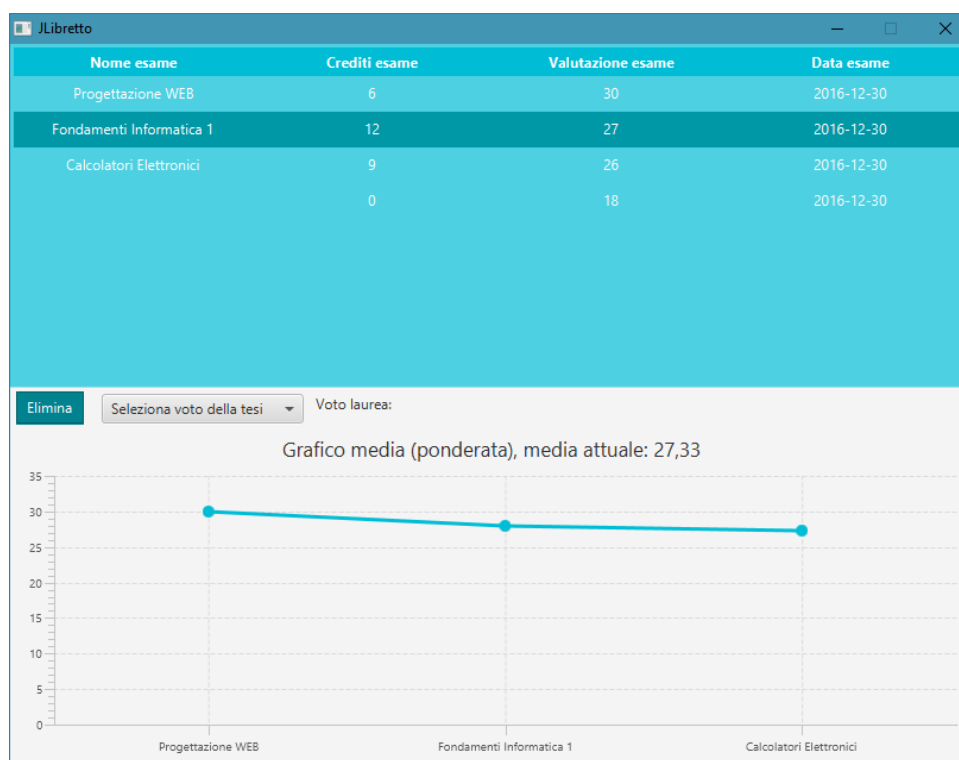 JLibretto
Nome esame Crediti esame Valutazione esame Data esame
Progettazione WEB 6 30 2016-12-30
Fondamenti Informatica 1 12 27 2016-12-30
Calcolatori Elettronici 9 26 2016-12-30
0 18 2016-12-30
Elimina Seleziona voto della tesi Voto laurea:
Grafico media (ponderata), media attuale: 27,33
35
30
25
20
15
10
5
0
Progettazione WEB Fondamenti Informatica 1 Calcolatori Elettronici